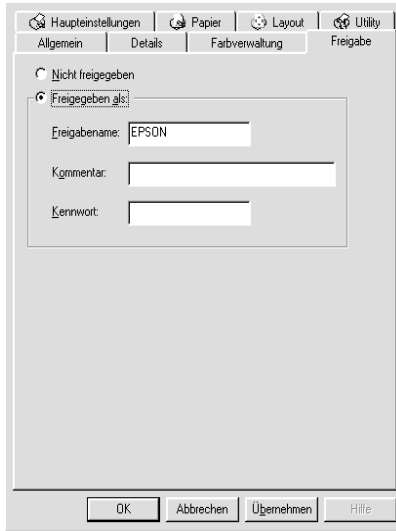 Haupteinstellungen Papier Layout Utility
Allgemein Details Farbverwaltung Freigabe
Nicht freigegeben
Freigegeben als:
Freigabename: EPSON
Kommentar:
Kennwort:
OK Abbrechen Übernehmen Hilfe